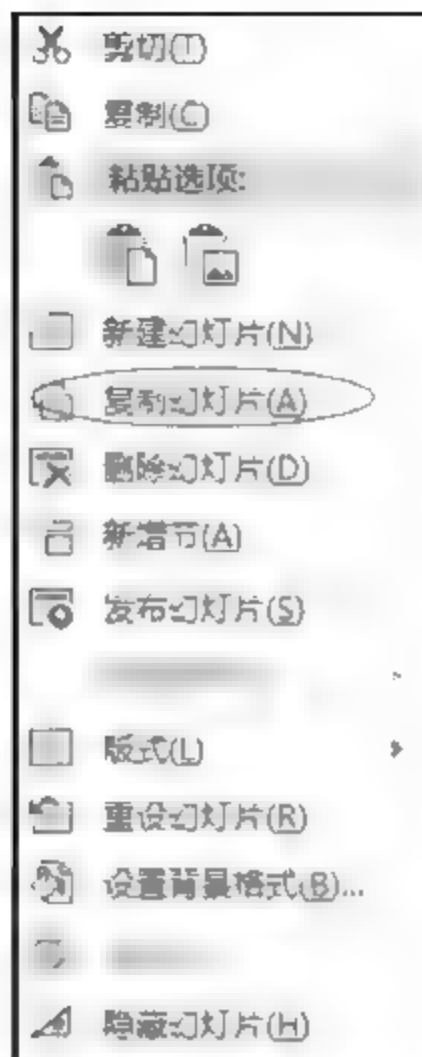 剪切(T)
复制(C)
粘贴选项:
新建幻灯片(N)
复制幻灯片(A)
删除幻灯片(D)
新增节(A)
发布幻灯片(S)
版式(L)
重设幻灯片(R)
设置背景格式(B)...
隐藏幻灯片(H)